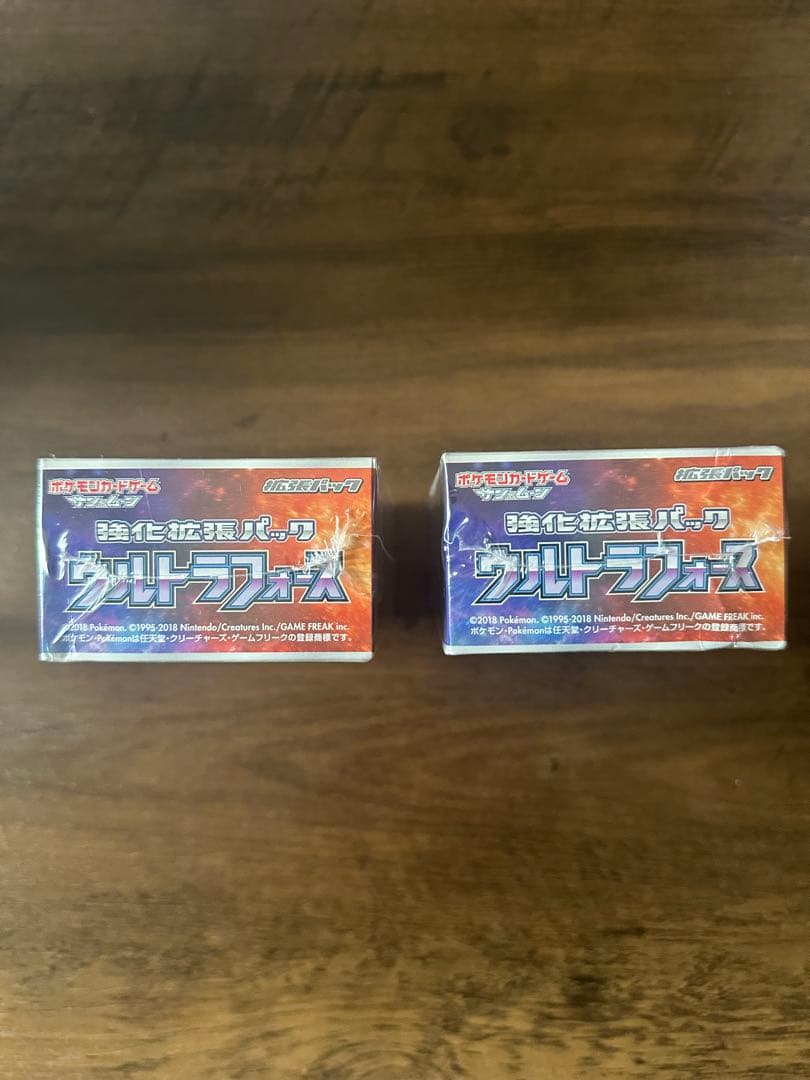 ポケモンカードゲーム
サン&ムーン
拡張パック
強化拡張パック
ウルトラフォース
©2018 Pokémon. ©1995-2018 Nintendo/Creatures Inc./GAME FREAK inc.
ポケモン・Pokémonは任天堂・クリーチャーズ・ゲームフリークの登録商標です。
ポケモンカードゲーム
サン&ムーン
拡張パック
強化拡張パック
ウルトラフォース
©2018 Pokémon. ©1995-2018 Nintendo/Creatures Inc./GAME FREAK inc.
ポケモン・Pokémonは任天堂・クリーチャーズ・ゲームフリークの登録商標です。